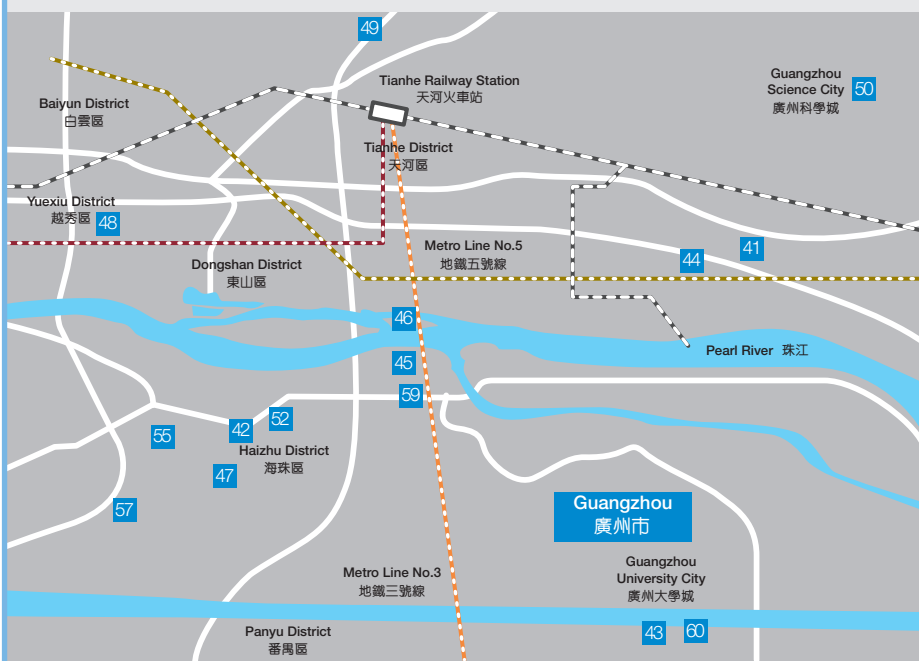 49
Tianhe Railway Station
天河火車站
Guangzhou
Science City
廣州科學城
50
Baiyun District
白雲區
Tianhe District
天河區
Yuexiu District
越秀區
48
Metro Line No.5
地鐵五號線
44
41
Dongshan District
東山區
46
Pearl River 珠江
45
59
52
42
55
Haizhu District
海珠區
47
57
Guangzhou
廣州市
Guangzhou
University City
廣州大學城
Metro Line No.3
地鐵三號線
43
60
Panyu District
番禺區